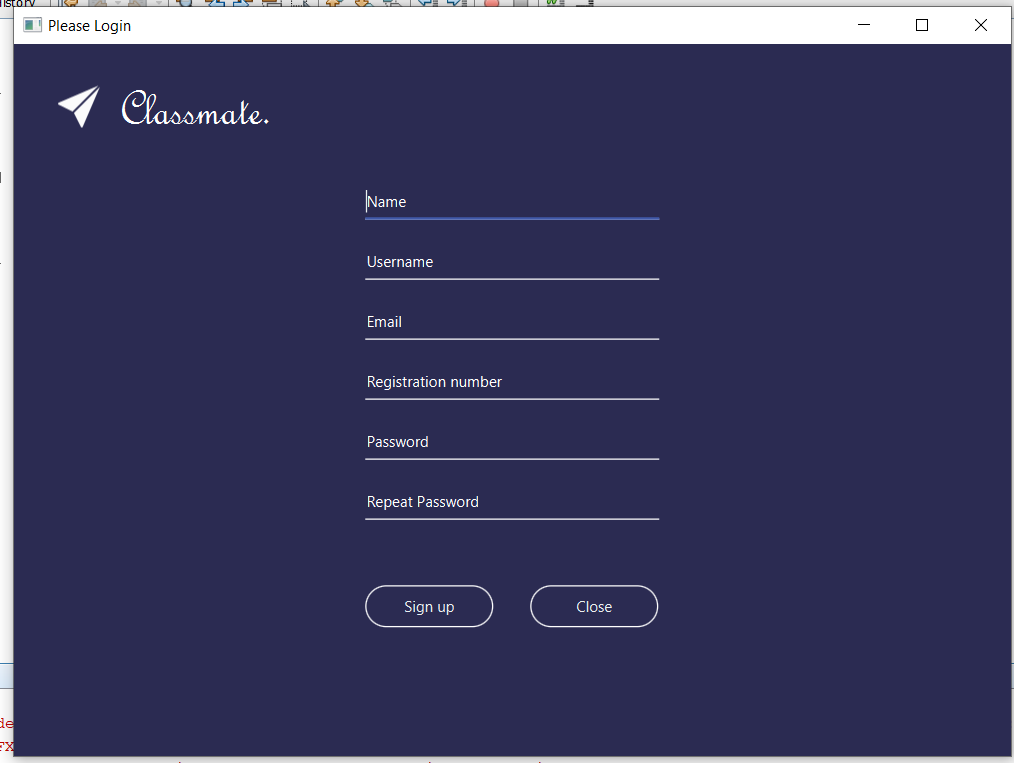 istory
Please Login
Classmate.
Name
Username
Email
Registration number
Password
Repeat Password
Sign up
Close
de
FX